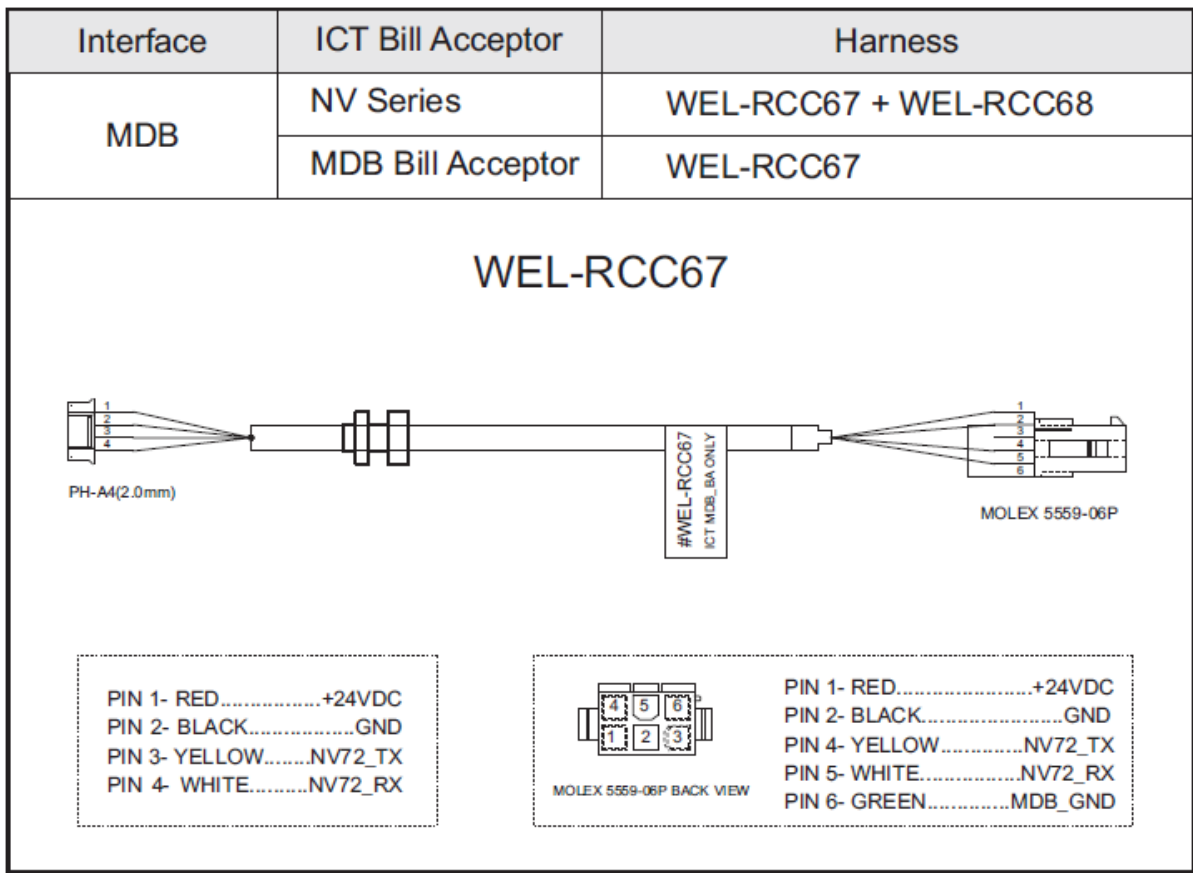 Interface ICT Bill Acceptor Harness
MDB
NV Series WEL-RCC67 + WEL-RCC68
MDB Bill Acceptor WEL-RCC67
WEL-RCC67
1
2
3
4
PH-A4(2.0mm)
#WEL-RCC67
ICT MDB_BA ONLY
1
2
3
4
5
6
MOLEX 5559-06P
PIN 1- RED..................+24VDC
PIN 2- BLACK...................GND
PIN 3- YELLOW........NV72_TX
PIN 4- WHITE..........NV72_RX
4 5 6
1 2 3
MOLEX 5559-06P BACK VIEW
PIN 1- RED.......................+24VDC
PIN 2- BLACK........................GND
PIN 4- YELLOW..............NV72_TX
PIN 5- WHITE.................NV72_RX
PIN 6- GREEN..............MDB_GND